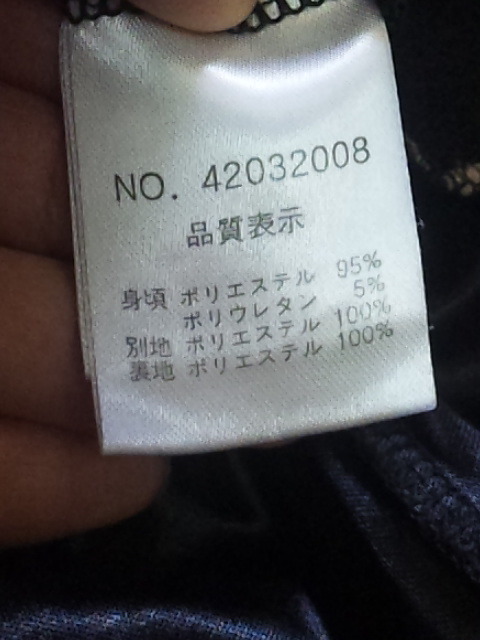 NO. 42032008
品質表示
身頃 ポリエステル 95%
ポリウレタン 5%
別地 ポリエステル 100%
裏地 ポリエステル 100%